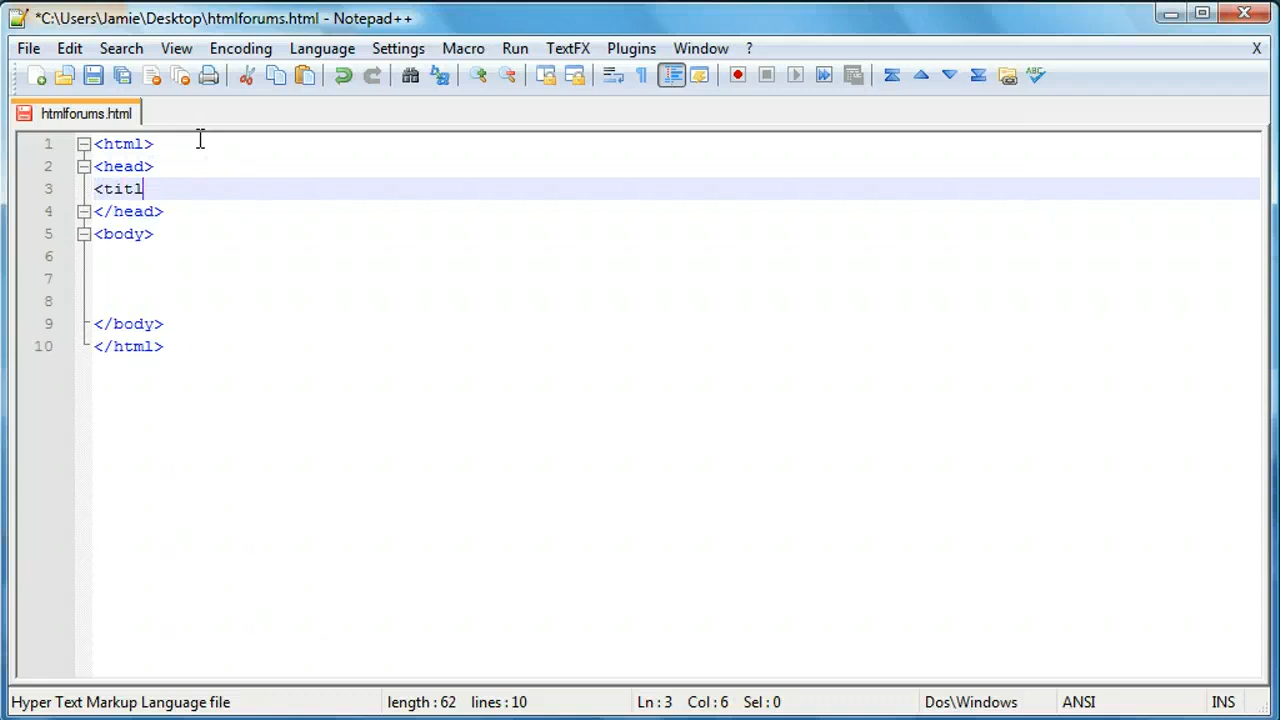 *C:\Users\Jamie\Desktop\htmlforums.html - Notepad++
File Edit Search View Encoding Language Settings Macro Run TextFX Plugins Window ? X
ABC
htmlforums.html
1 <html>
2 <head>
3 <titl
4 </head>
5 <body>
6
7
8
9 </body>
10 </html>
Hyper Text Markup Language file length : 62 lines : 10 Ln : 3 Col : 6 Sel : 0 Dos\Windows ANSI INS